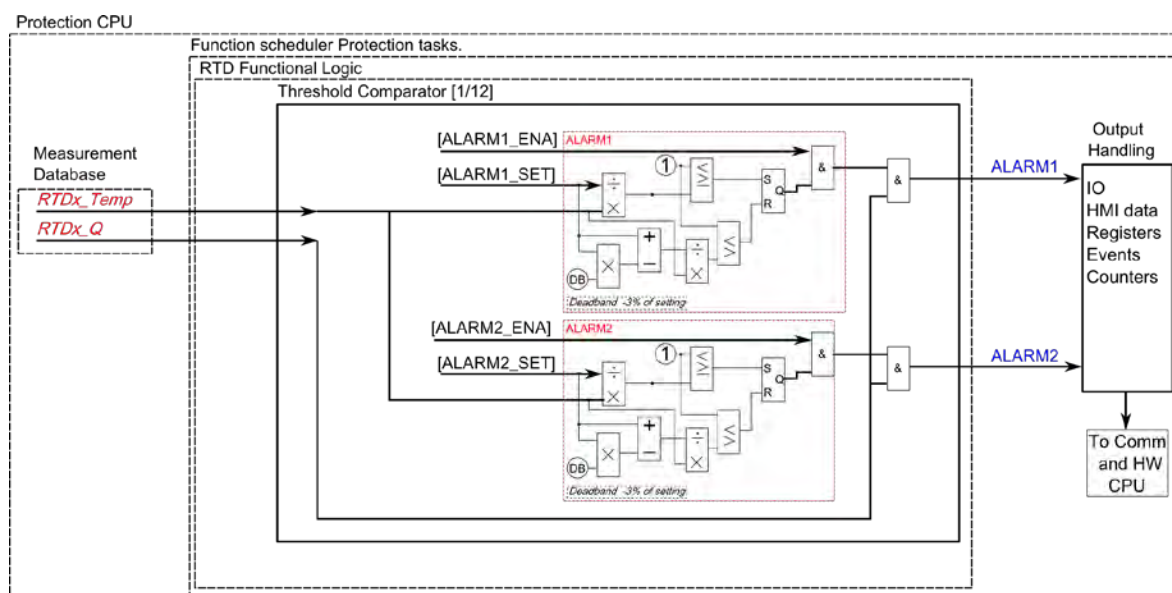 Protection CPU
Function scheduler Protection tasks.
RTD Functional Logic
Threshold Comparator [1/12]
Measurement
Database
RTDx_Temp
RTDx_Q
[ALARM1_ENA]
[ALARM1_SET]
ALARM1
1
÷
×
≥
S
R
Q
&
&
+
−
×
÷
×
DB
Deadband -3% of setting
[ALARM2_ENA]
[ALARM2_SET]
ALARM2
1
÷
×
S
R
Q
&
&
+
−
×
÷
×
DB
Deadband -3% of setting
ALARM1
ALARM2
Output
Handling
IO
HMI data
Registers
Events
Counters
To Comm
and HW
CPU